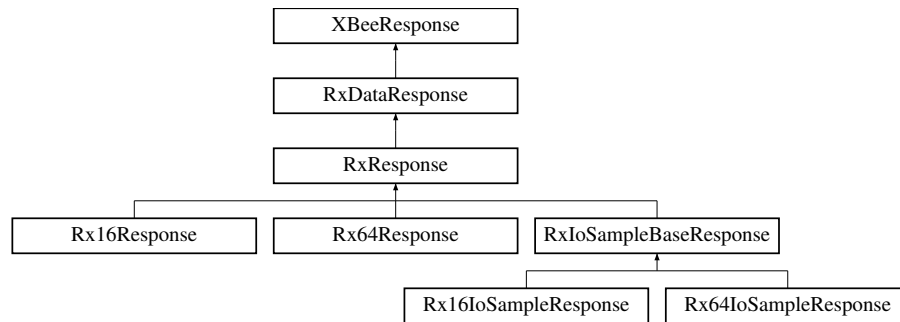 XBeeResponse
RxDataResponse
RxResponse
Rx16Response
Rx64Response
RxIoSampleBaseResponse
Rx16IoSampleResponse
Rx64IoSampleResponse